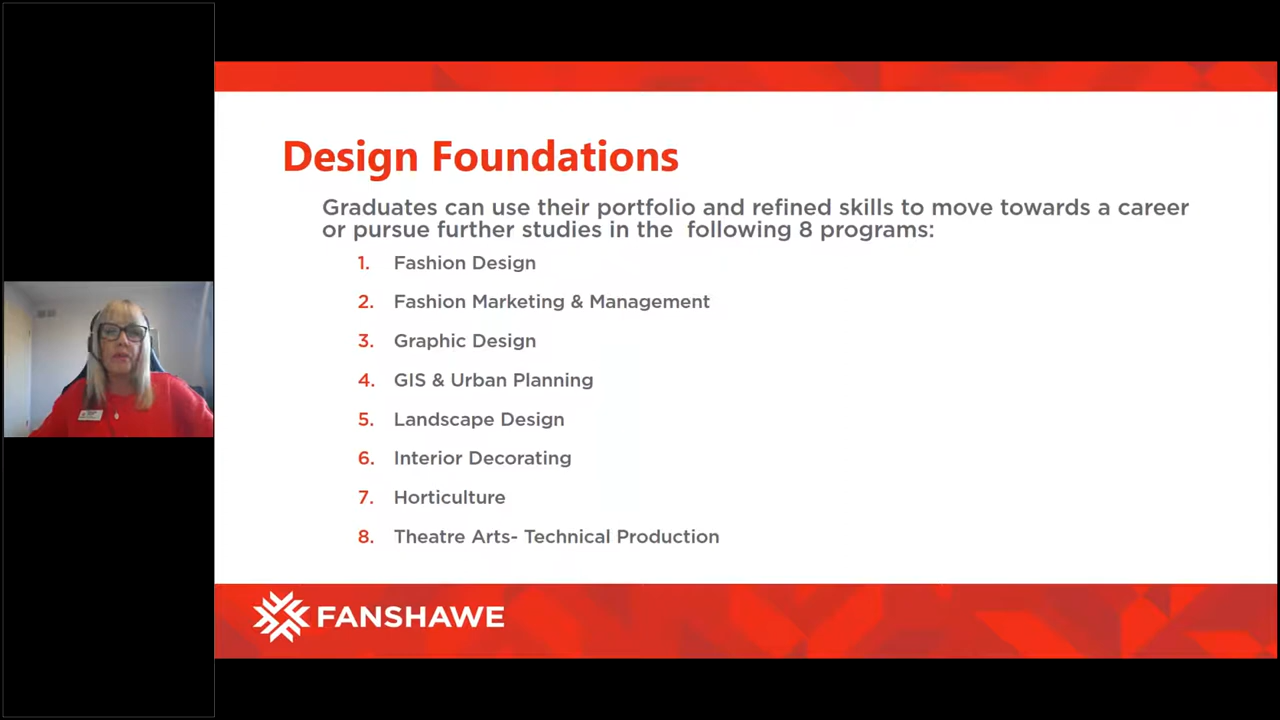 Design Foundations
Graduates can use their portfolio and refined skills to move towards a career
or pursue further studies in the  following 8 programs:
1. Fashion Design
2. Fashion Marketing & Management
3. Graphic Design
4. GIS & Urban Planning
5. Landscape Design
6. Interior Decorating
7. Horticulture
8. Theatre Arts- Technical Production
FANSHAWE